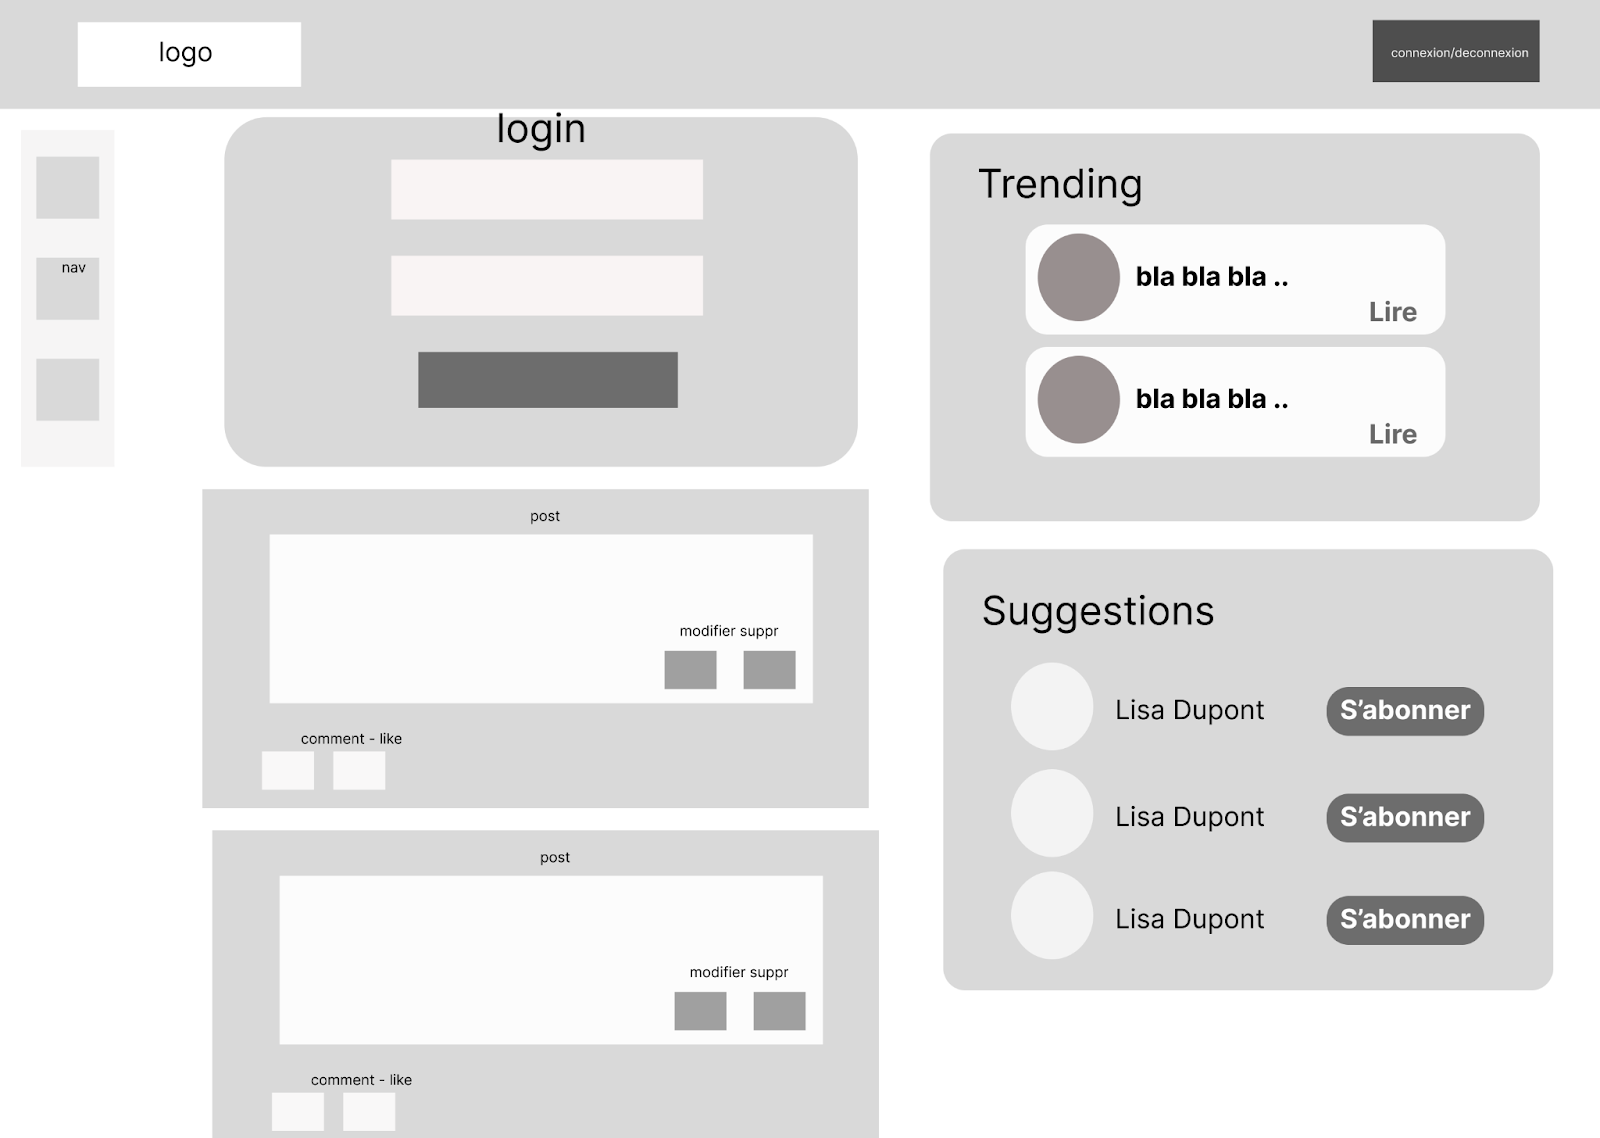 logo
connexion/deconnexion
nav
login
post
modifier suppr
comment - like
post
modifier suppr
comment - like
Trending
bla bla bla ..
Lire
bla bla bla ..
Lire
Suggestions
Lisa Dupont
S’abonner
Lisa Dupont
S’abonner
Lisa Dupont
S’abonner